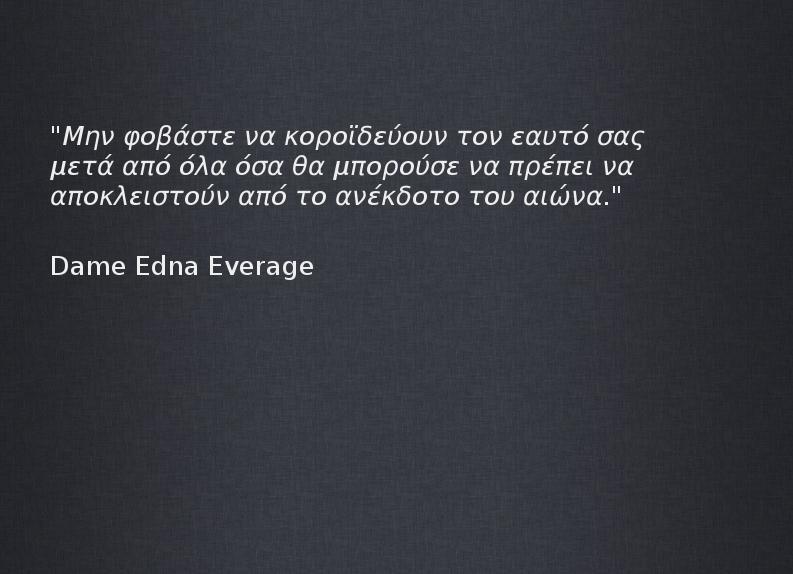 "Μην φοβάστε να κοροϊδεύουν τον εαυτό σας
μετά από όλα όσα θα μπορούσε να πρέπει να
αποκλειστούν από το ανέκδοτο του αιώνα."
Dame Edna Everage